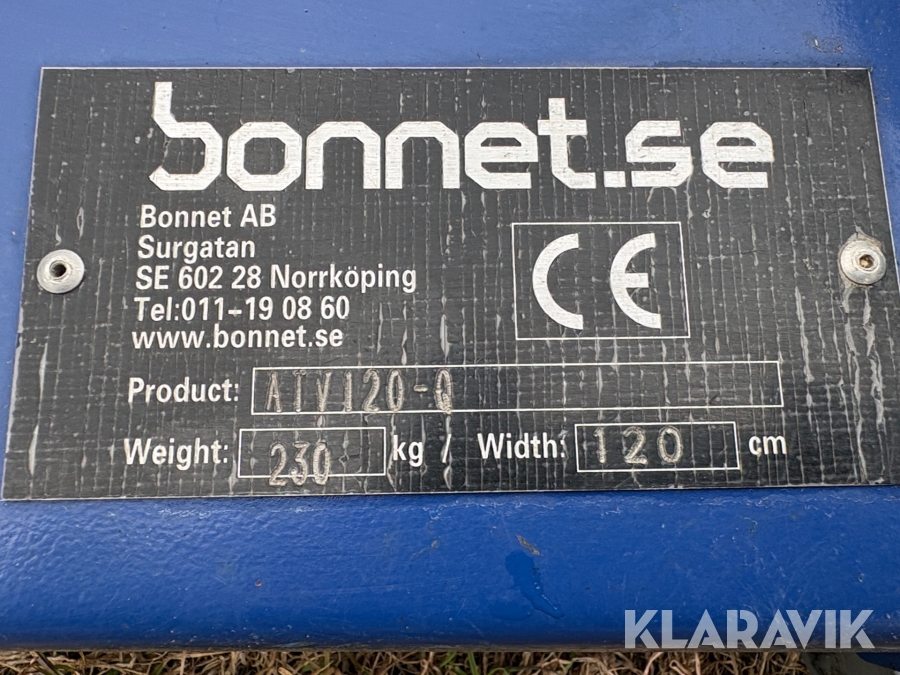 bonnet.se
Bonnet AB
Surgatan
SE 602 28 Norrköping
Tel:011-19 08 60
www.bonnet.se
CE
Product: ATV120-Q
Weight: 230 kg / Width: 120 cm
KLARAVIK